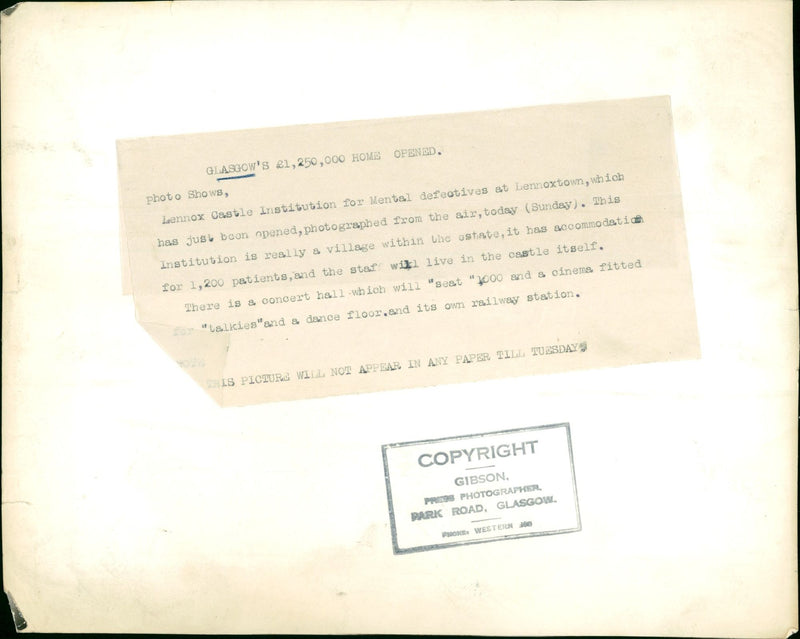 GLASGOW'S £1,250,000 HOME OPENED.
photo Shows,
Lennox Castle Institution for Mental defectives at Lennoxtown,which
has just been opened,photographed from the air,today (Sunday). This
Institution is really a village within the estate,it has accommodation
for 1,200 patients,and the staff will live in the castle itself.
There is a concert hall which will "seat "1000 and a cinema fitted
for "talkies"and a dance floor.and its own railway station.
NOTE
THIS PICTURE WILL NOT APPEAR IN ANY PAPER TILL TUESDAY
COPYRIGHT
GIBSON,
PRESS PHOTOGRAPHER,
PARK ROAD, GLASGOW.
PHONE: WESTERN